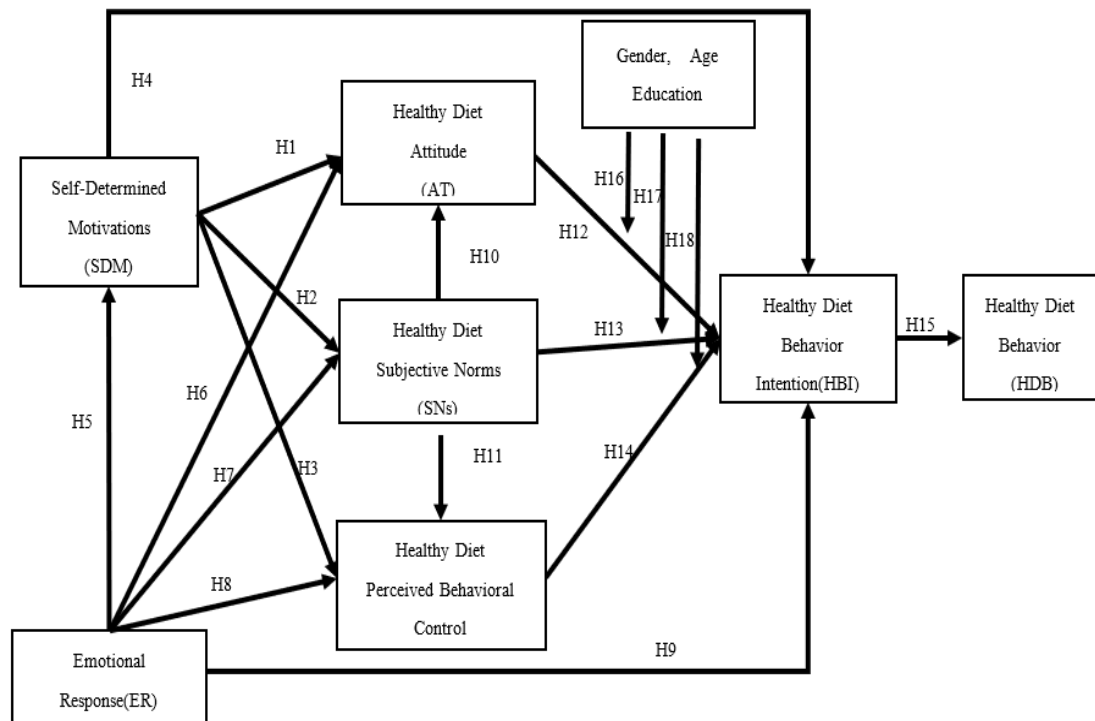 H4
Gender, Age
Education
Healthy Diet
Attitude
(AT)
H1
Self-Determined
Motivations
(SDM)
H16
H17
H12
H18
H10
H2
Healthy Diet
Subjective Norms
(SNs)
H13
Healthy Diet
Behavior
Intention(HBI)
H15
Healthy Diet
Behavior
(HDB)
H6
H5
H7
H3
H11
H14
Healthy Diet
Perceived Behavioral
Control
H8
H9
Emotional
Response(ER)